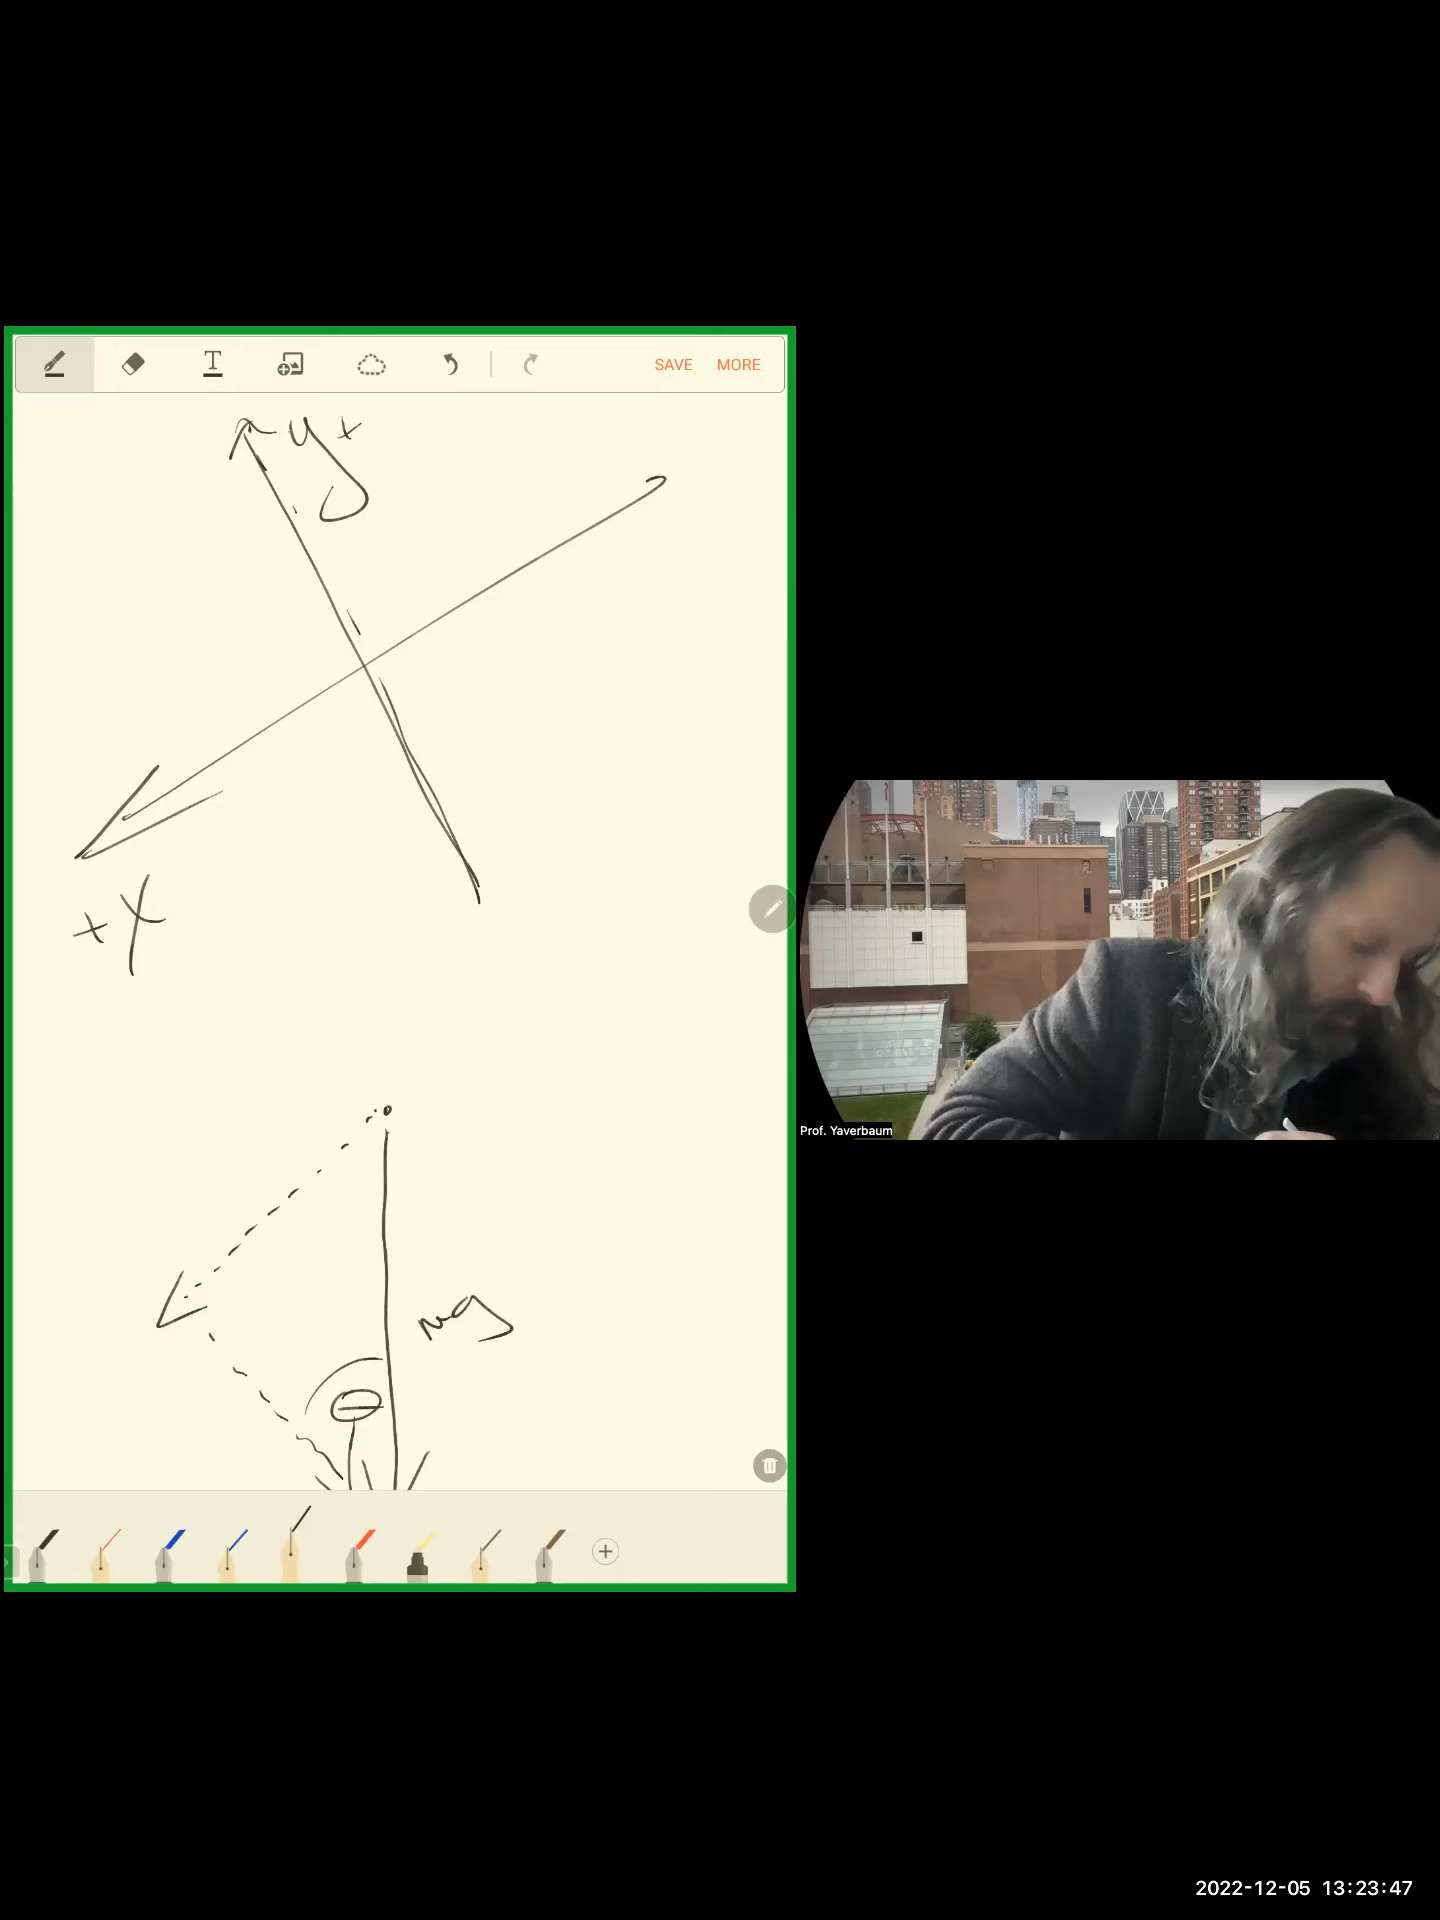 T SAVE MORE
y +
+ X
mg
θ
Prof. Yaverbaum
2022-12-05 13:23:47